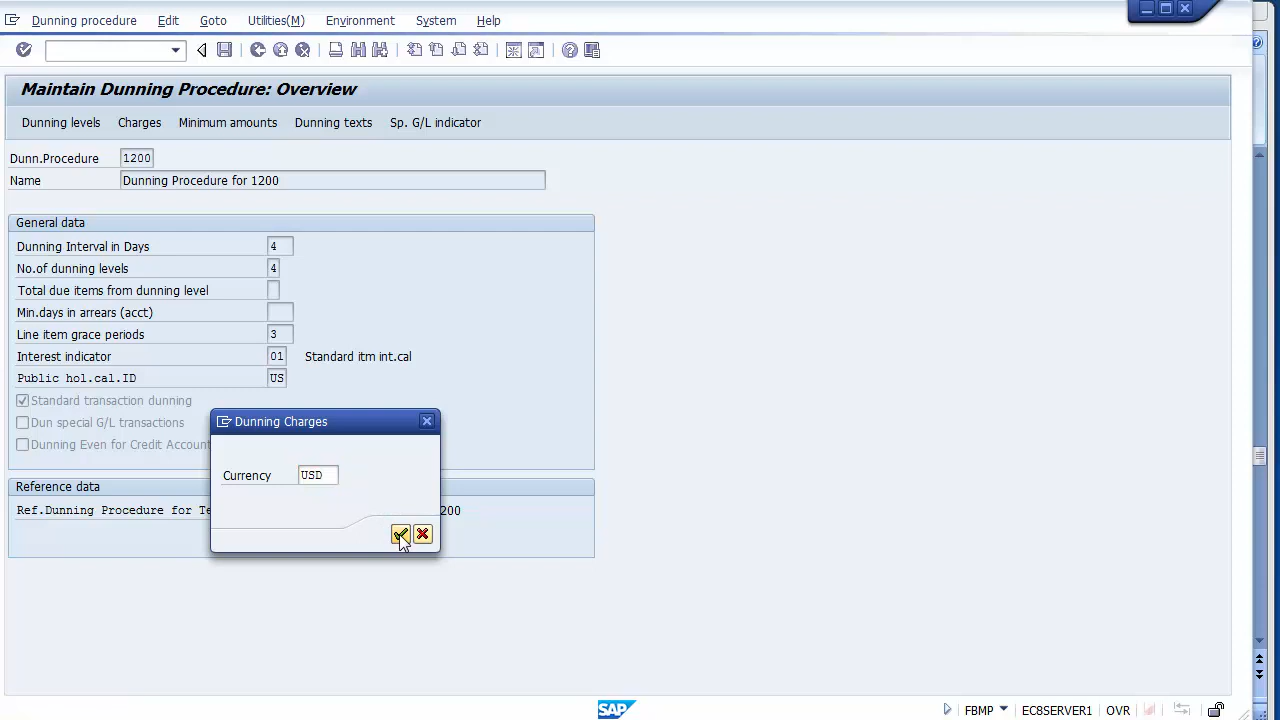 Dunning procedure Edit Goto Utilities(M) Environment System Help
Maintain Dunning Procedure: Overview
Dunning levels Charges Minimum amounts Dunning texts Sp. G/L indicator
Dunn.Procedure 1200
Name Dunning Procedure for 1200
General data
Dunning Interval in Days 4
No.of dunning levels 4
Total due items from dunning level
Min.days in arrears (acct)
Line item grace periods 3
Interest indicator 01 Standard itm int.cal
Public hol.cal.ID US
Standard transaction dunning
Dun special G/L transactions
Dunning Even for Credit Account
Reference data
Ref.Dunning Procedure for Te 200
Dunning Charges
Currency USD
SAP FBMP ECSSERVER1 OVR